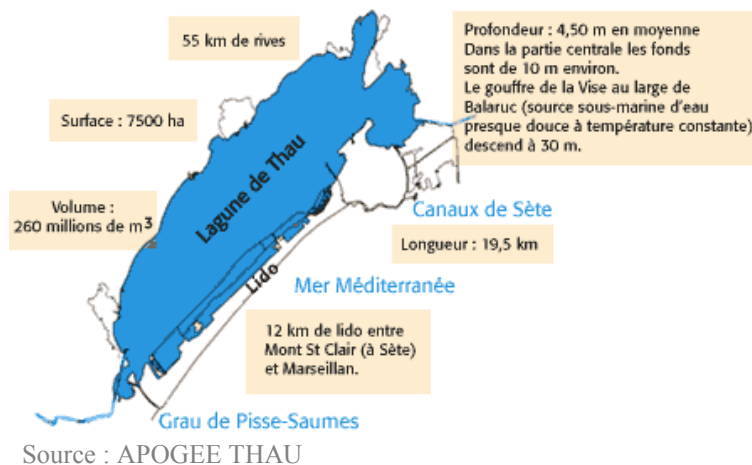 55 km de rives
Profondeur : 4,50 m en moyenne
Dans la partie centrale les fonds
sont de 10 m environ.
Le gouffre de la Vise au large de
Balaruc (source sous-marine d'eau
presque douce à température constante)
descend à 30 m.
Surface : 7500 ha
Lagune de Thau
Volume :
260 millions de m³
Canaux de Sète
Longueur : 19,5 km
Lido
Mer Méditerranée
12 km de lido entre
Mont St Clair (à Sète)
et Marseillan.
Grau de Pisse-Saumes
Source : APOGEE THAU